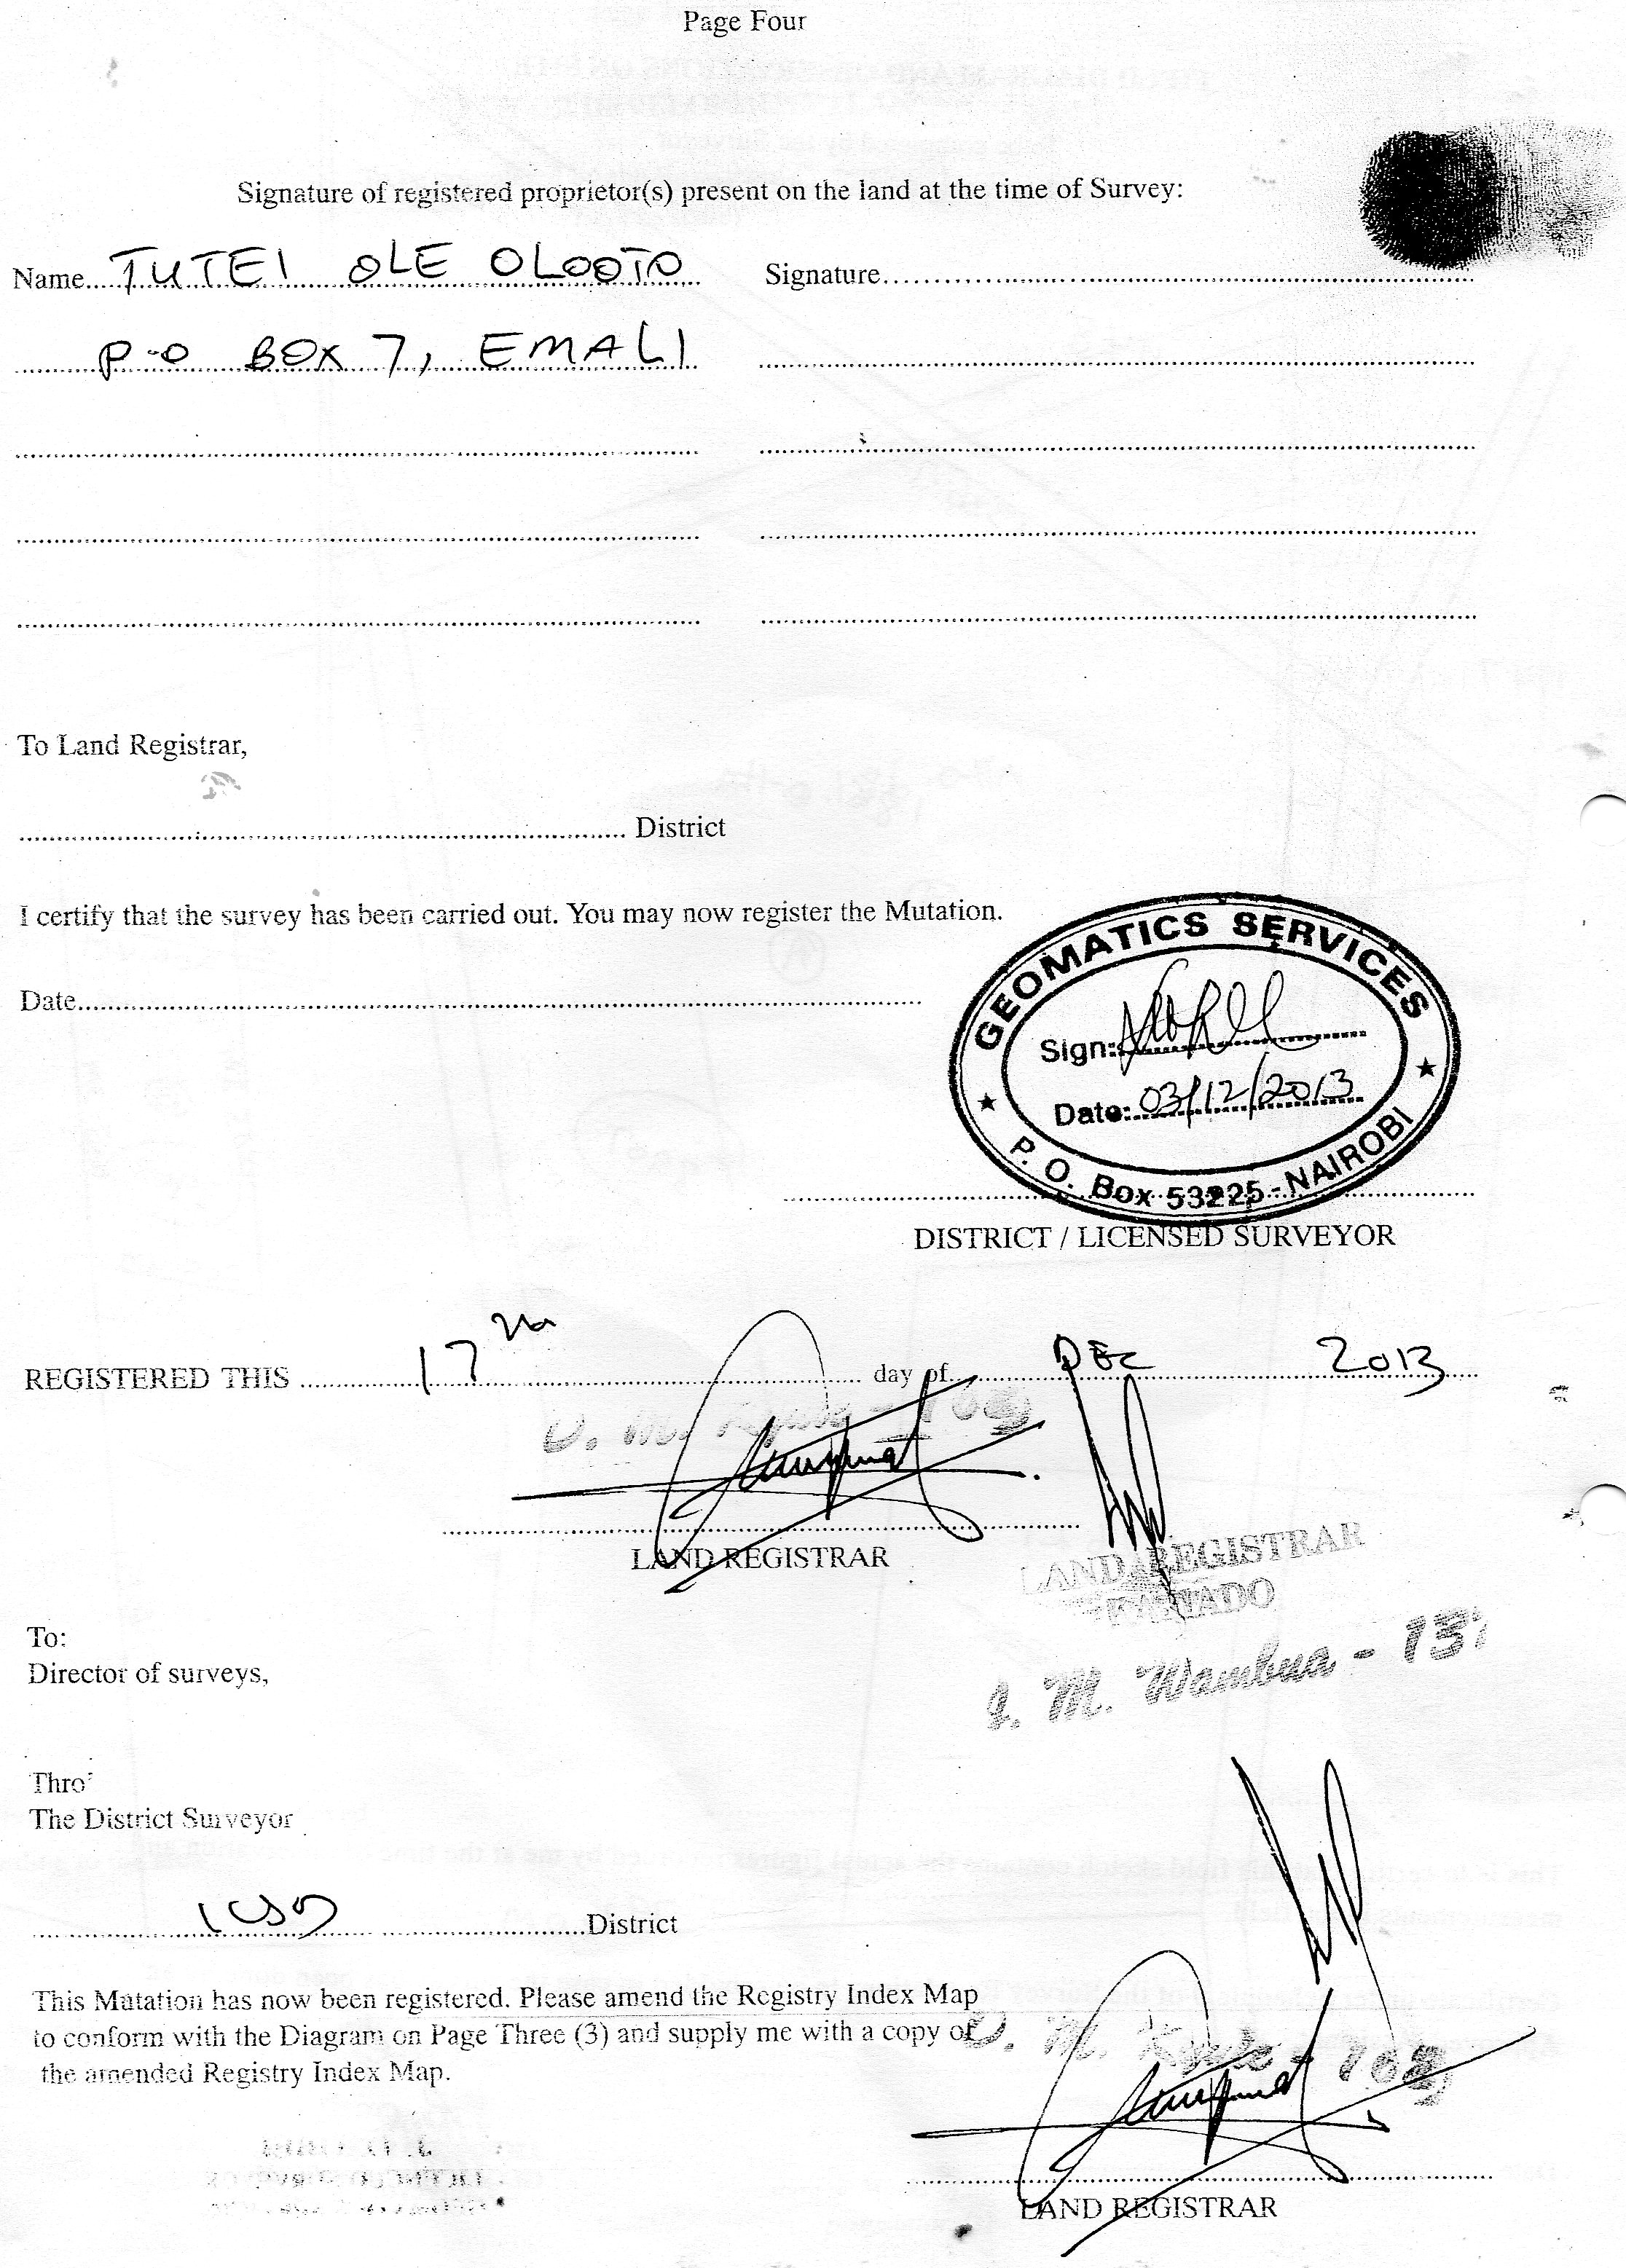 Page Four
Signature of registered proprietor(s) present on the land at the time of Survey:
Name TUTEI OLE OLOOTO Signature
P.O BOX 7, EMALI
To Land Registrar,
District
I certify that the survey has been carried out. You may now register the Mutation.
Date
GEOMATICS SERVICES
Sign:
Date: 03/12/2013
P. O. Box 53225 - NAIROBI
DISTRICT / LICENSED SURVEYOR
REGISTERED THIS 17th day of DEC 2013
LAND REGISTRAR
LAND REGISTRAR
To:
Director of surveys,
J. M. Wambua -
Thro'
The District Surveyor
District
This Mutation has now been registered. Please amend the Registry Index Map
to conform with the Diagram on Page Three (3) and supply me with a copy of
the amended Registry Index Map.
LAND REGISTRAR